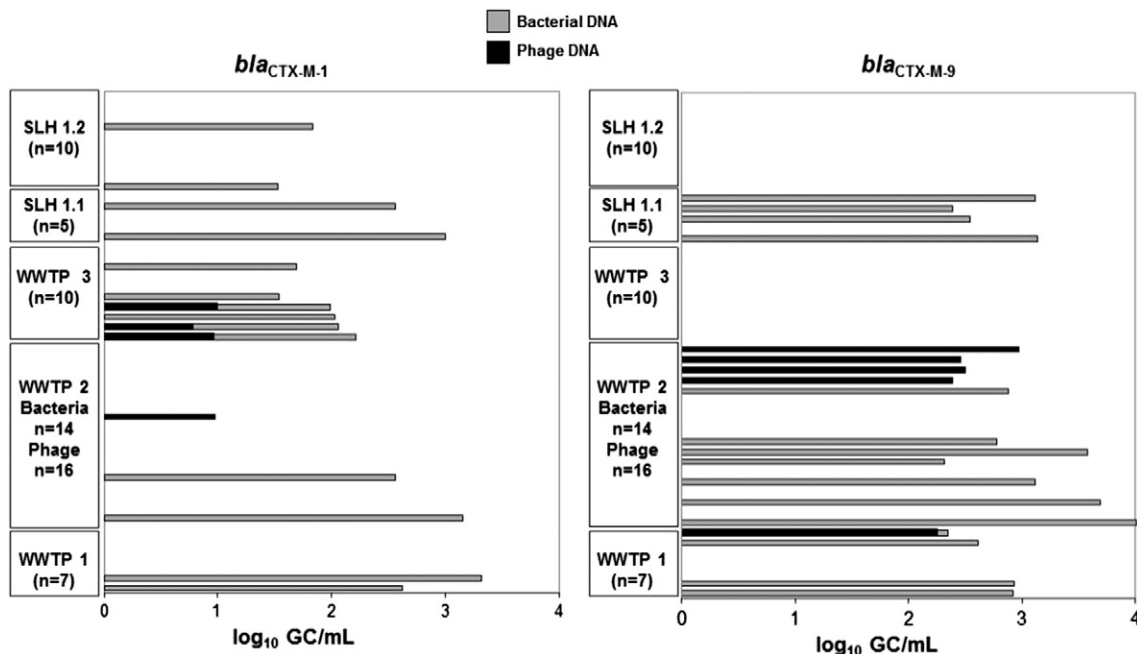 Bacterial DNA
Phage DNA
blaCTX-M-1
SLH 1.2
(n=10)
SLH 1.1
(n=5)
WWTP 3
(n=10)
WWTP 2
Bacteria
n=14
Phage
n=16
WWTP 1
(n=7)
0 1 2 3 4
log10 GC/mL
blaCTX-M-9
SLH 1.2
(n=10)
SLH 1.1
(n=5)
WWTP 3
(n=10)
WWTP 2
Bacteria
n=14
Phage
n=16
WWTP 1
(n=7)
0 1 2 3 4
log10 GC/mL